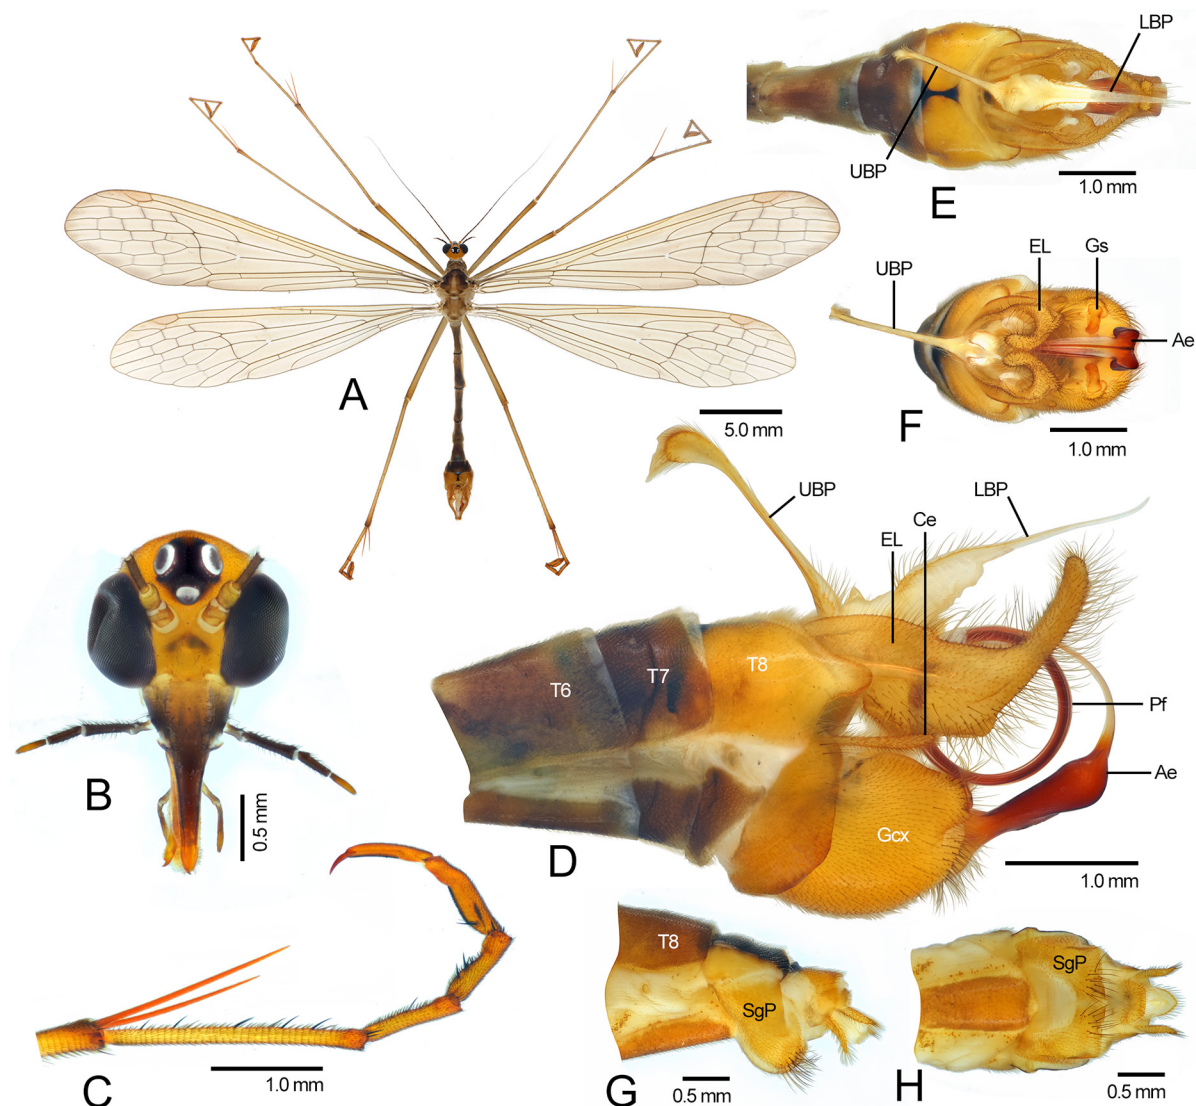 A
5.0 mm
B
0.5 mm
C
1.0 mm
LBP
UBP
1.0 mm
E
EL
Gs
UBP
Ae
F
1.0 mm
UBP
LBP
Ce
EL
T6
T7
T8
Pf
Ae
Gcx
D
1.0 mm
T8
SgP
G
0.5 mm
SgP
H
0.5 mm